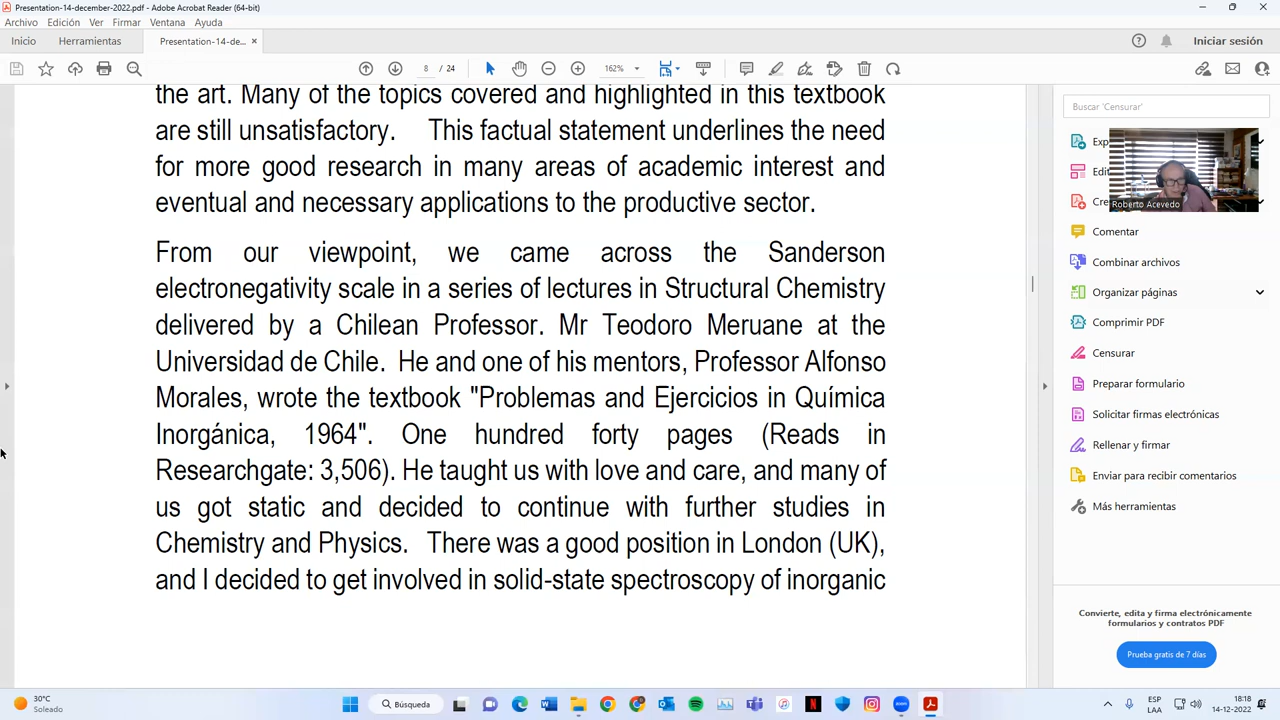 Presentation-14-december-2022.pdf - Adobe Acrobat Reader (64-bit)
Archivo Edición Ver Firmar Ventana Ayuda
Inicio Herramientas Presentation-14-de... × Iniciar sesión
8 / 24 162%
the art. Many of the topics covered and highlighted in this textbook
are still unsatisfactory. This factual statement underlines the need
for more good research in many areas of academic interest and
eventual and necessary applications to the productive sector.
From our viewpoint, we came across the Sanderson
electronegativity scale in a series of lectures in Structural Chemistry
delivered by a Chilean Professor. Mr Teodoro Meruane at the
Universidad de Chile. He and one of his mentors, Professor Alfonso
Morales, wrote the textbook "Problemas and Ejercicios in Química
Inorgánica, 1964". One hundred forty pages (Reads in
Researchgate: 3,506). He taught us with love and care, and many of
us got static and decided to continue with further studies in
Chemistry and Physics. There was a good position in London (UK),
and I decided to get involved in solid-state spectroscopy of inorganic
Buscar 'Censurar'
Exp
Edit
Cre
Roberto Acevedo
Comentar
Combinar archivos
Organizar páginas
Comprimir PDF
Censurar
Preparar formulario
Solicitar firmas electrónicas
Rellenar y firmar
Enviar para recibir comentarios
Más herramientas
Convierte, edita y firma electrónicamente
formularios y contratos PDF
Prueba gratis de 7 días
30°C
Soleado
Búsqueda
ESP
LAA
18:18
14-12-2022